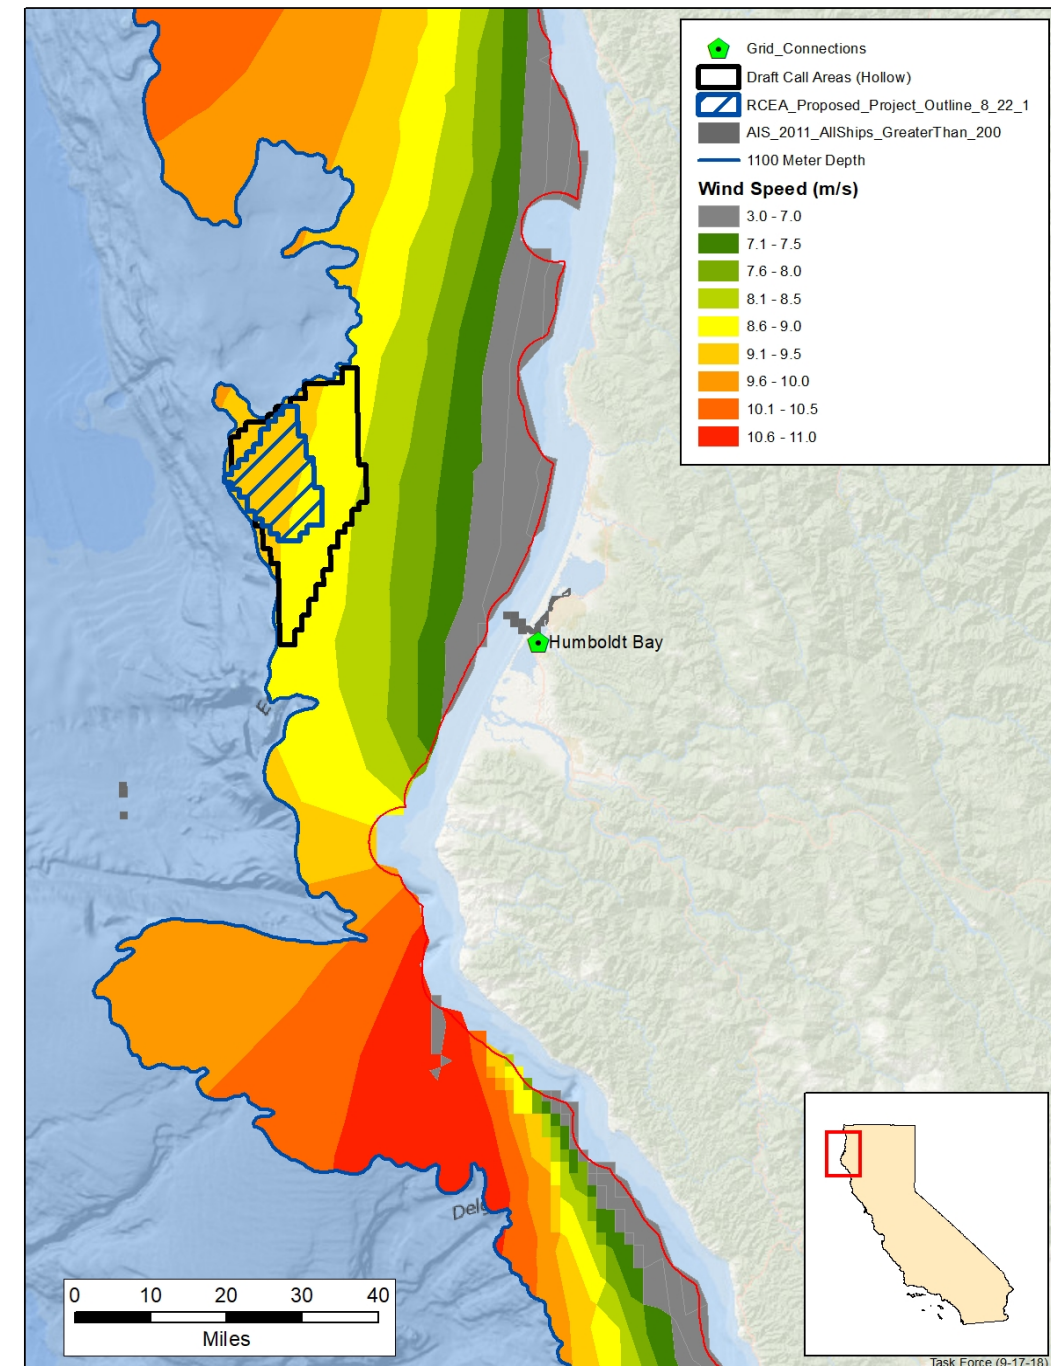 Grid_Connections
Draft Call Areas (Hollow)
RCEA_Proposed_Project_Outline_8_22_1
AIS_2011_AllShips_GreaterThan_200
1100 Meter Depth
Wind Speed (m/s)
3.0 - 7.0
7.1 - 7.5
7.6 - 8.0
8.1 - 8.5
8.6 - 9.0
9.1 - 9.5
9.6 - 10.0
10.1 - 10.5
10.6 - 11.0
Humboldt Bay
E
Delg
0 10 20 30 40
Miles
Task Force (9-17-18)